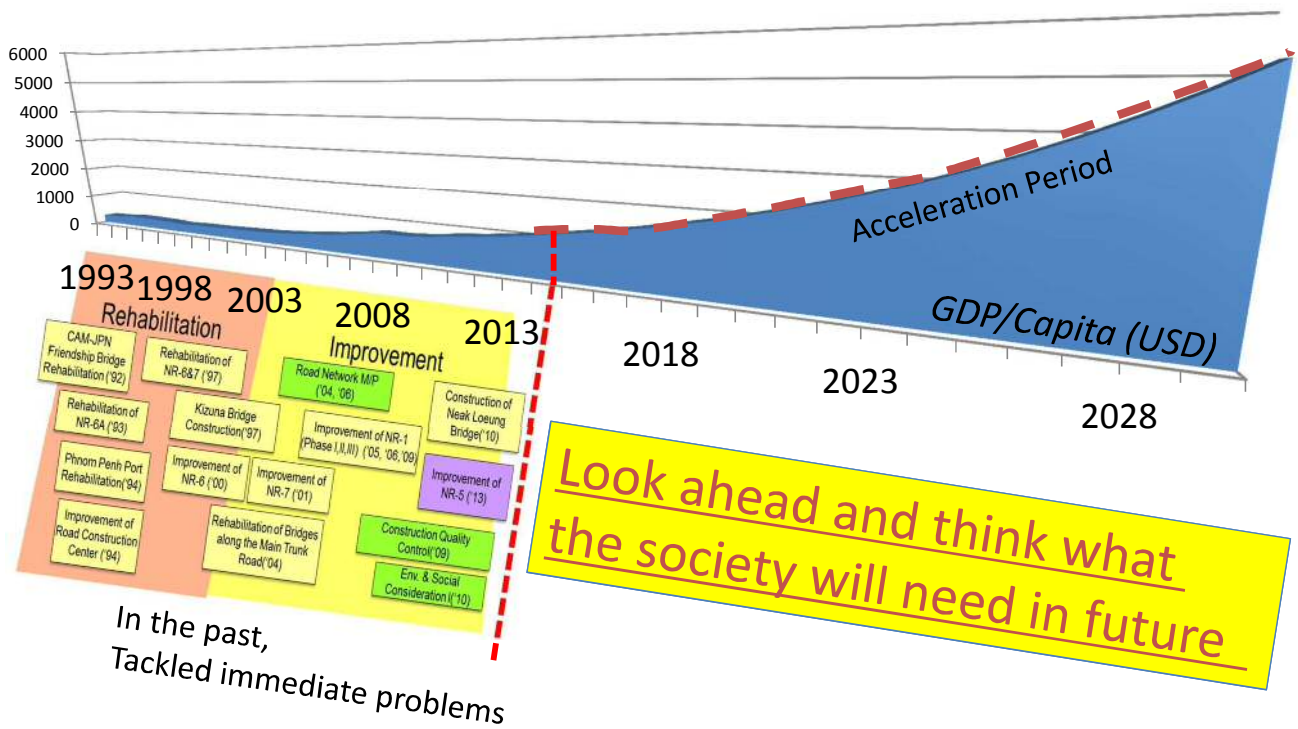 6000
5000
4000
3000
2000
1000
0
Acceleration Period
GDP/Capita (USD)
1993
1998
2003
2008
2013
2018
2023
2028
Rehabilitation
Improvement
CAM-JPN
Friendship Bridge
Rehabilitation ('92)
Rehabilitation of
NR-6&7 ('97)
Road Network M/P
('04, '06)
Construction of
Neak Loeung
Bridge('10)
Rehabilitation of
NR-6A ('93)
Kizuna Bridge
Construction('97)
Improvement of NR-1
(Phase I,II,III) ('05, '06,'09)
Phnom Penh Port
Rehabilitation('94)
Improvement of
NR-6 ('00)
Improvement of
NR-7 ('01)
Improvement of
NR-5 ('13)
Improvement of
Road Construction
Center ('94)
Rehabilitation of Bridges
along the Main Trunk
Road('04)
Construction Quality
Control('09)
Env. & Social
Consideration I('10)
In the past,
Tackled immediate problems
Look ahead and think what
the society will need in future